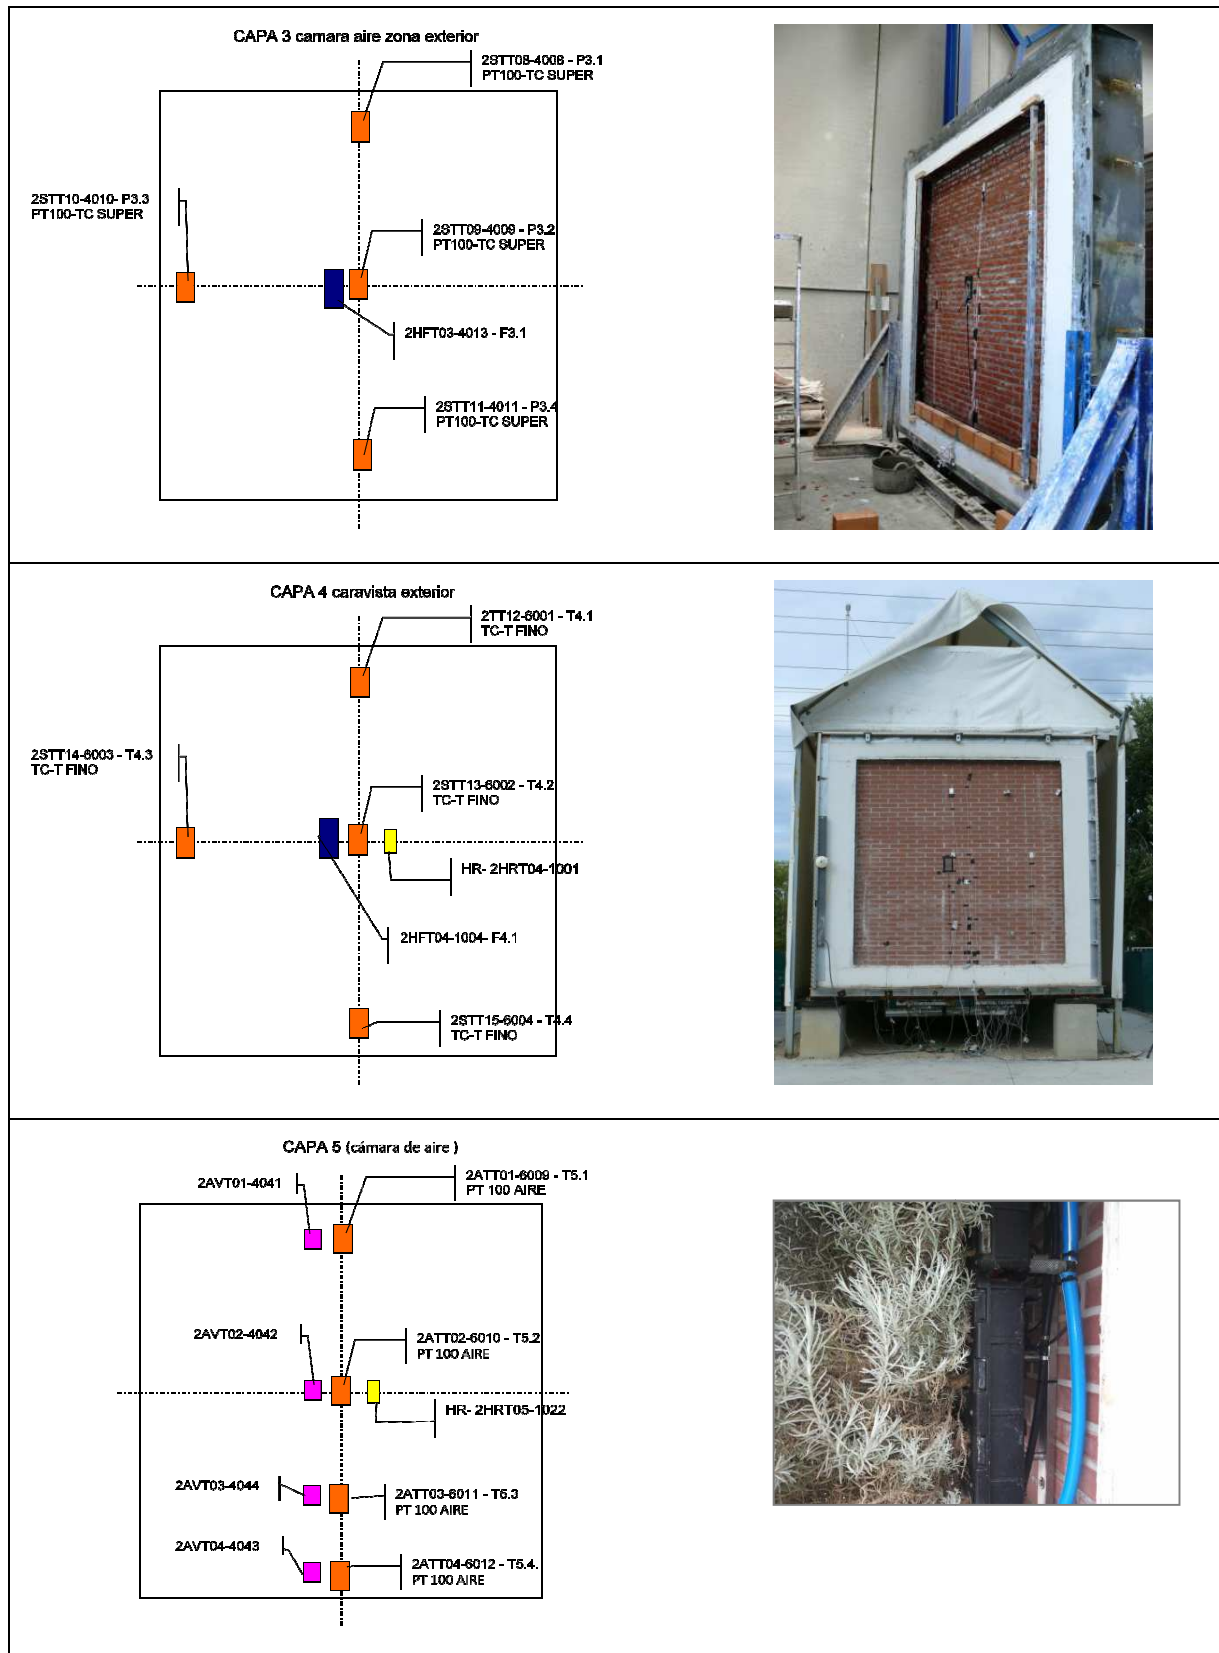 CAPA 3 camara aire zona exterior
2STT08-4008 - P3.1
PT100-TC SUPER
2STT10-4010- P3.3
PT100-TC SUPER
2STT09-4009 - P3.2
PT100-TC SUPER
2HFT03-4013 - F3.1
2STT11-4011 - P3.4
PT100-TC SUPER
CAPA 4 caravista exterior
2TT12-6001 - T4.1
TC-T FINO
2STT14-6003 - T4.3
TC-T FINO
2STT13-6002 - T4.2
TC-T FINO
HR- 2HRT04-1001
2HFT04-1004- F4.1
2STT15-6004 - T4.4
TC-T FINO
CAPA 5 (cámara de aire )
2AVT01-4041
2ATT01-6009 - T5.1
PT 100 AIRE
2AVT02-4042
2ATT02-6010 - T5.2
PT 100 AIRE
HR- 2HRT05-1022
2AVT03-4044
2ATT03-6011 - T5.3
PT 100 AIRE
2AVT04-4043
2ATT04-6012 - T5.4.
PT 100 AIRE